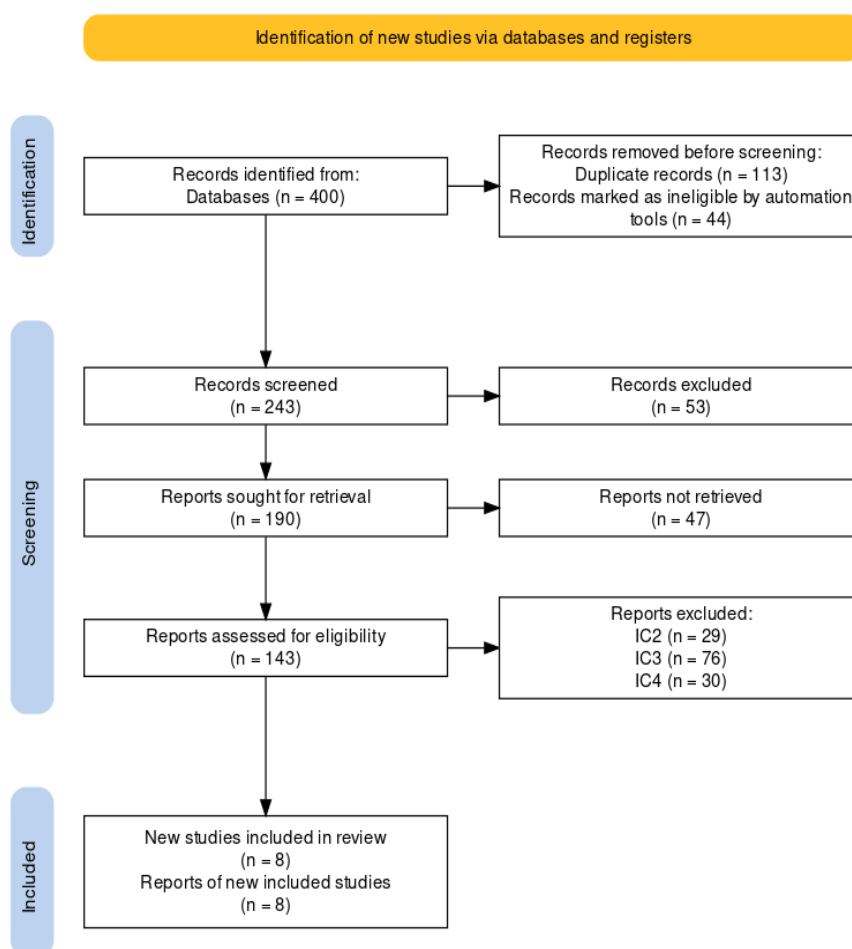 Identification of new studies via databases and registers
Identification
Records identified from:
Databases (n = 400)
Records removed before screening:
Duplicate records (n = 113)
Records marked as ineligible by automation
tools (n = 44)
Screening
Records screened
(n = 243)
Records excluded
(n = 53)
Reports sought for retrieval
(n = 190)
Reports not retrieved
(n = 47)
Reports assessed for eligibility
(n = 143)
Reports excluded:
IC2 (n = 29)
IC3 (n = 76)
IC4 (n = 30)
Included
New studies included in review
(n = 8)
Reports of new included studies
(n = 8)